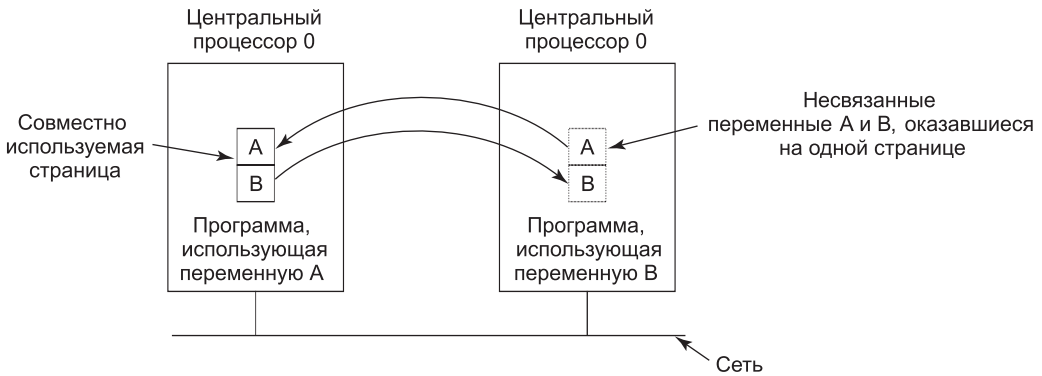 Центральный
процессор 0
Центральный
процессор 0
Совместно
используемая
страница
A
B
A
B
Несвязанные
переменные A и B, оказавшиеся
на одной странице
Программа,
использующая
переменную A
Программа,
использующая
переменную B
Сеть